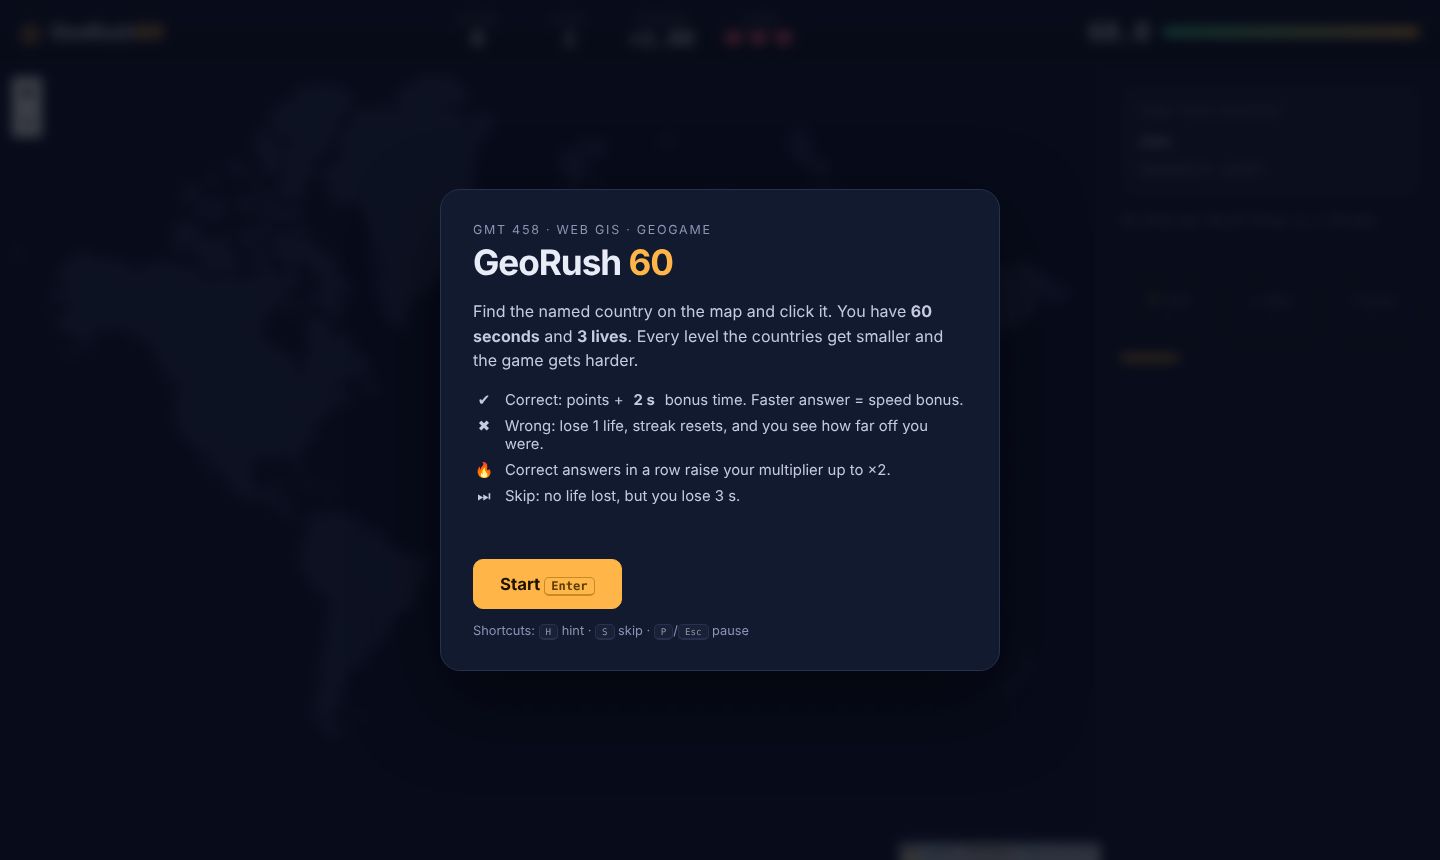 GMT 458 · WEB GIS · GEOGAME
GeoRush 60
Find the named country on the map and click it. You have 60
seconds and 3 lives. Every level the countries get smaller and
the game gets harder.
✔ Correct: points + 2 s bonus time. Faster answer = speed bonus.
✖ Wrong: lose 1 life, streak resets, and you see how far off you
were.
🔥 Correct answers in a row raise your multiplier up to ×2.
⏭ Skip: no life lost, but you lose 3 s.
Start Enter
Shortcuts: H hint · S skip · P/Esc pause